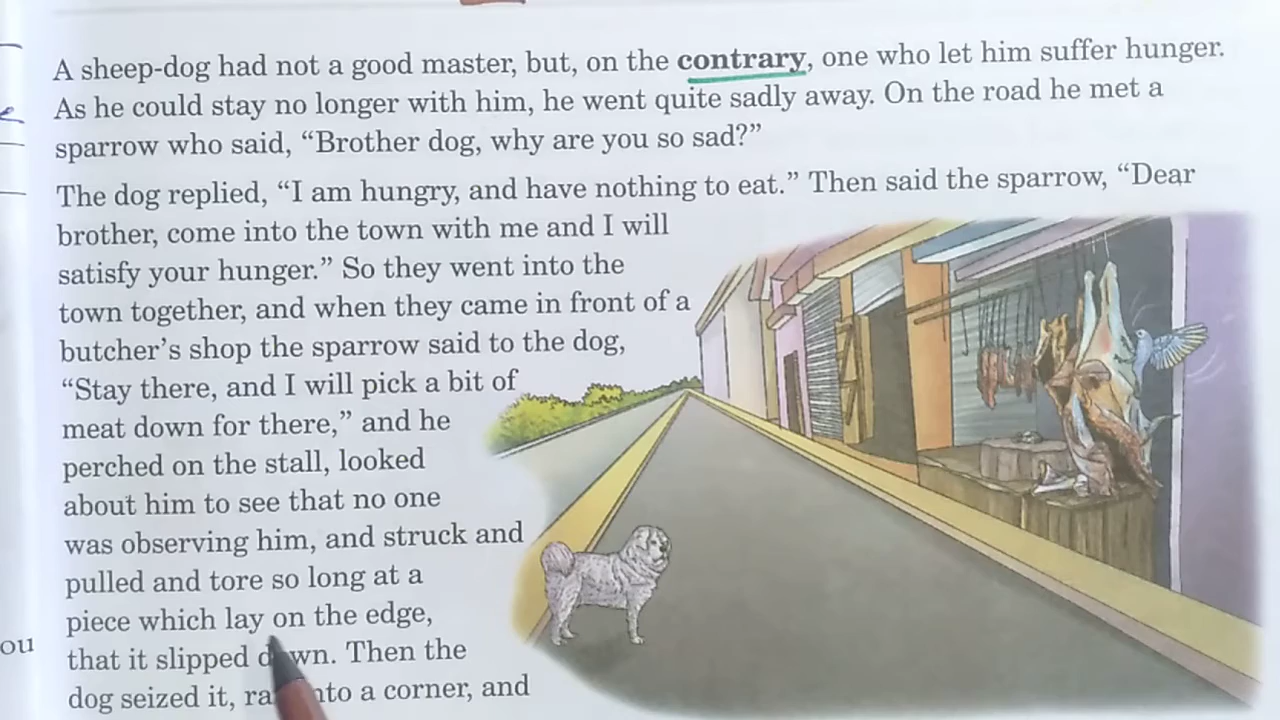 A sheep-dog had not a good master, but, on the contrary, one who let him suffer hunger.
As he could stay no longer with him, he went quite sadly away. On the road he met a
sparrow who said, “Brother dog, why are you so sad?”
The dog replied, “I am hungry, and have nothing to eat.” Then said the sparrow, “Dear
brother, come into the town with me and I will
satisfy your hunger.” So they went into the
town together, and when they came in front of a
butcher’s shop the sparrow said to the dog,
“Stay there, and I will pick a bit of
meat down for there,” and he
perched on the stall, looked
about him to see that no one
was observing him, and struck and
pulled and tore so long at a
piece which lay on the edge,
ou
that it slipped down. Then the
dog seized it, into a corner, and